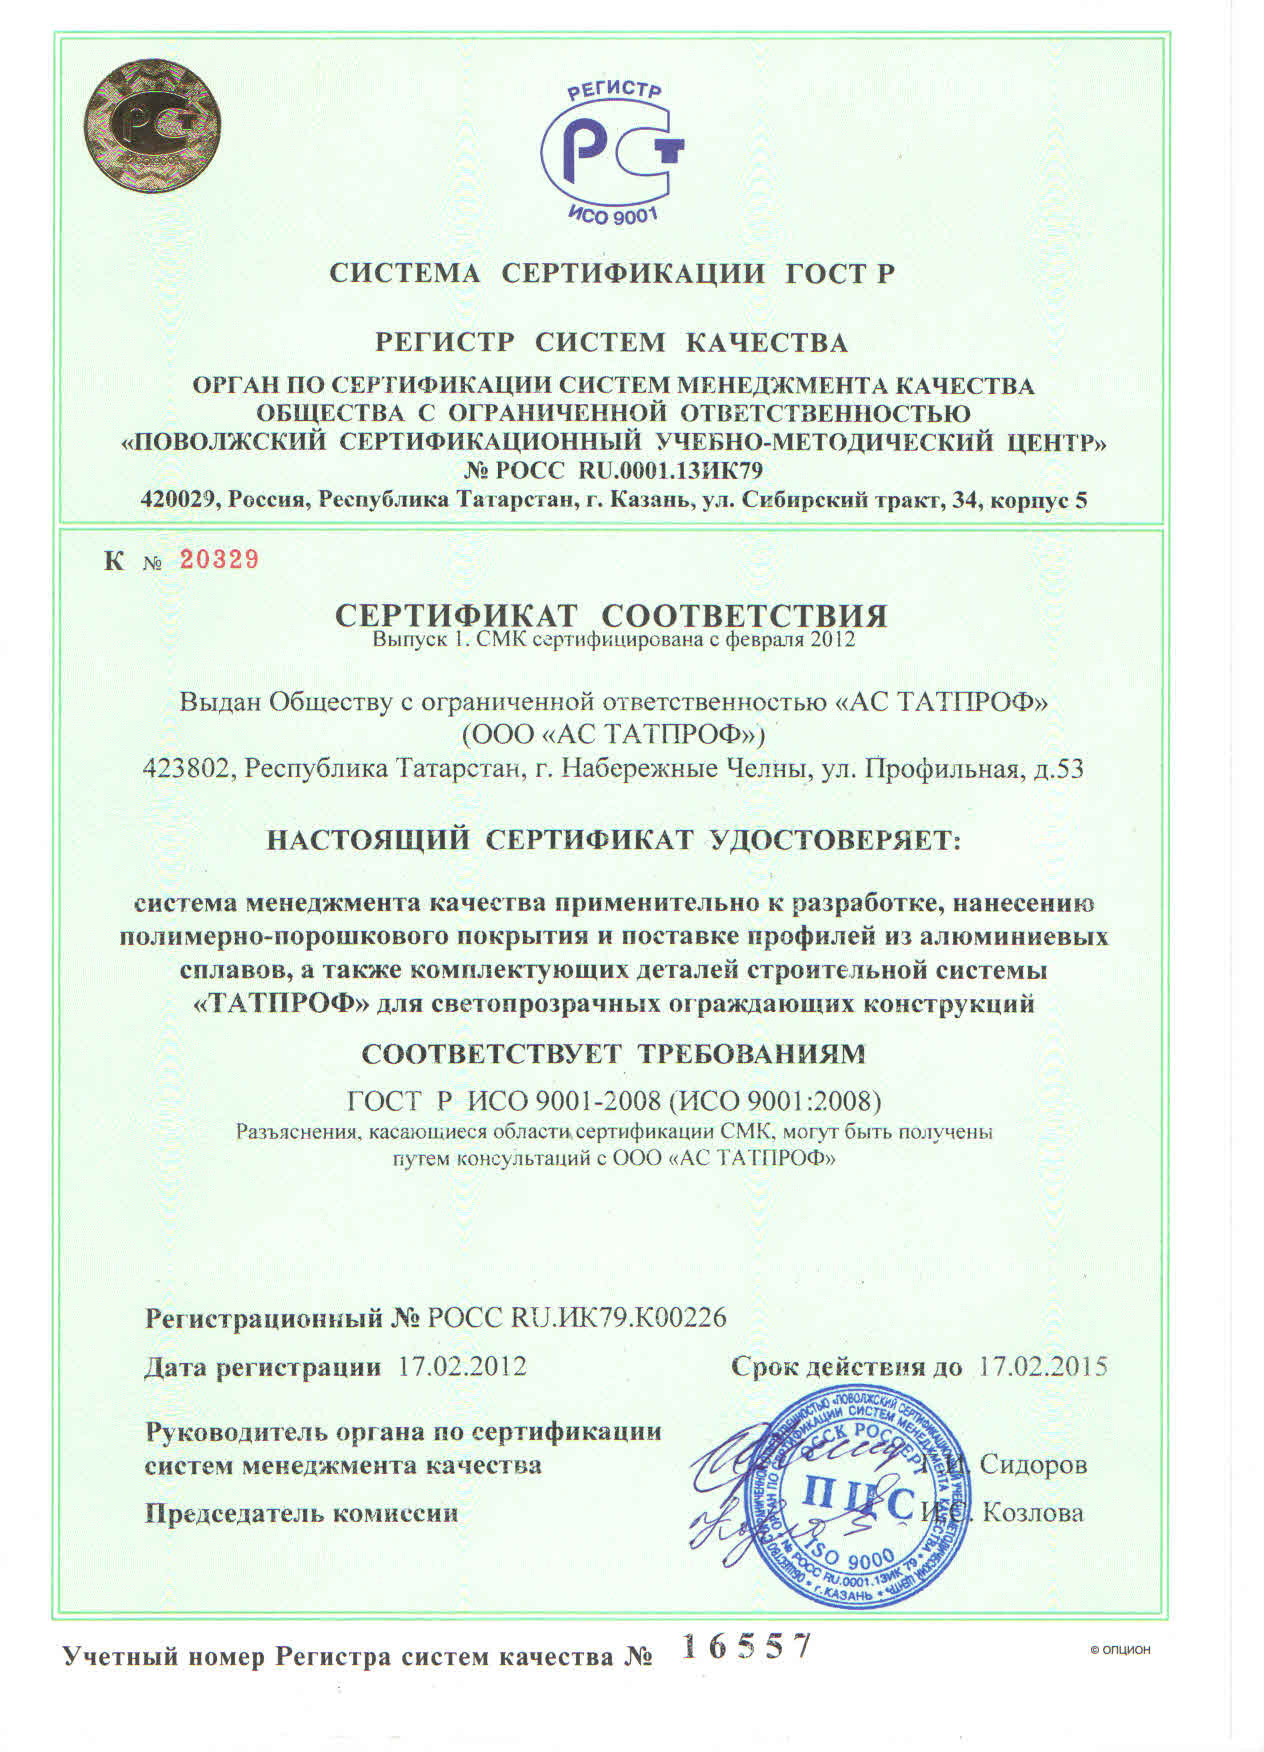 РЕГИСТР
РСТ
ИСО 9001
СИСТЕМА СЕРТИФИКАЦИИ ГОСТ Р
РЕГИСТР СИСТЕМ КАЧЕСТВА
ОРГАН ПО СЕРТИФИКАЦИИ СИСТЕМ МЕНЕДЖМЕНТА КАЧЕСТВА
ОБЩЕСТВА С ОГРАНИЧЕННОЙ ОТВЕТСТВЕННОСТЬЮ
«ПОВОЛЖСКИЙ СЕРТИФИКАЦИОННЫЙ УЧЕБНО-МЕТОДИЧЕСКИЙ ЦЕНТР»
№ РОСС RU.0001.13ИК79
420029, Россия, Республика Татарстан, г. Казань, ул. Сибирский тракт, 34, корпус 5
К № 20329
СЕРТИФИКАТ СООТВЕТСТВИЯ
Выпуск 1. СМК сертифицирована с февраля 2012
Выдан Обществу с ограниченной ответственностью «АС ТАТПРОФ»
(ООО «АС ТАТПРОФ»)
423802, Республика Татарстан, г. Набережные Челны, ул. Профильная, д.53
НАСТОЯЩИЙ СЕРТИФИКАТ УДОСТОВЕРЯЕТ:
система менеджмента качества применительно к разработке, нанесению
полимерно-порошкового покрытия и поставке профилей из алюминиевых
сплавов, а также комплектующих деталей строительной системы
«ТАТПРОФ» для светопрозрачных ограждающих конструкций
СООТВЕТСТВУЕТ ТРЕБОВАНИЯМ
ГОСТ Р ИСО 9001-2008 (ИСО 9001:2008)
Разъяснения, касающиеся области сертификации СМК, могут быть получены
путем консультаций с ООО «АС ТАТПРОФ»
Регистрационный № РОСС RU.ИК79.К00226
Дата регистрации 17.02.2012 Срок действия до 17.02.2015
Руководитель органа по сертификации
систем менеджмента качества Сидоров
Председатель комиссии И.С. Козлова
ПЦС
ISO 9000
№ РОСС RU.0001.13ИК 79
г. КАЗАНЬ
Учетный номер Регистра систем качества № 16557
© ОПЦИОН